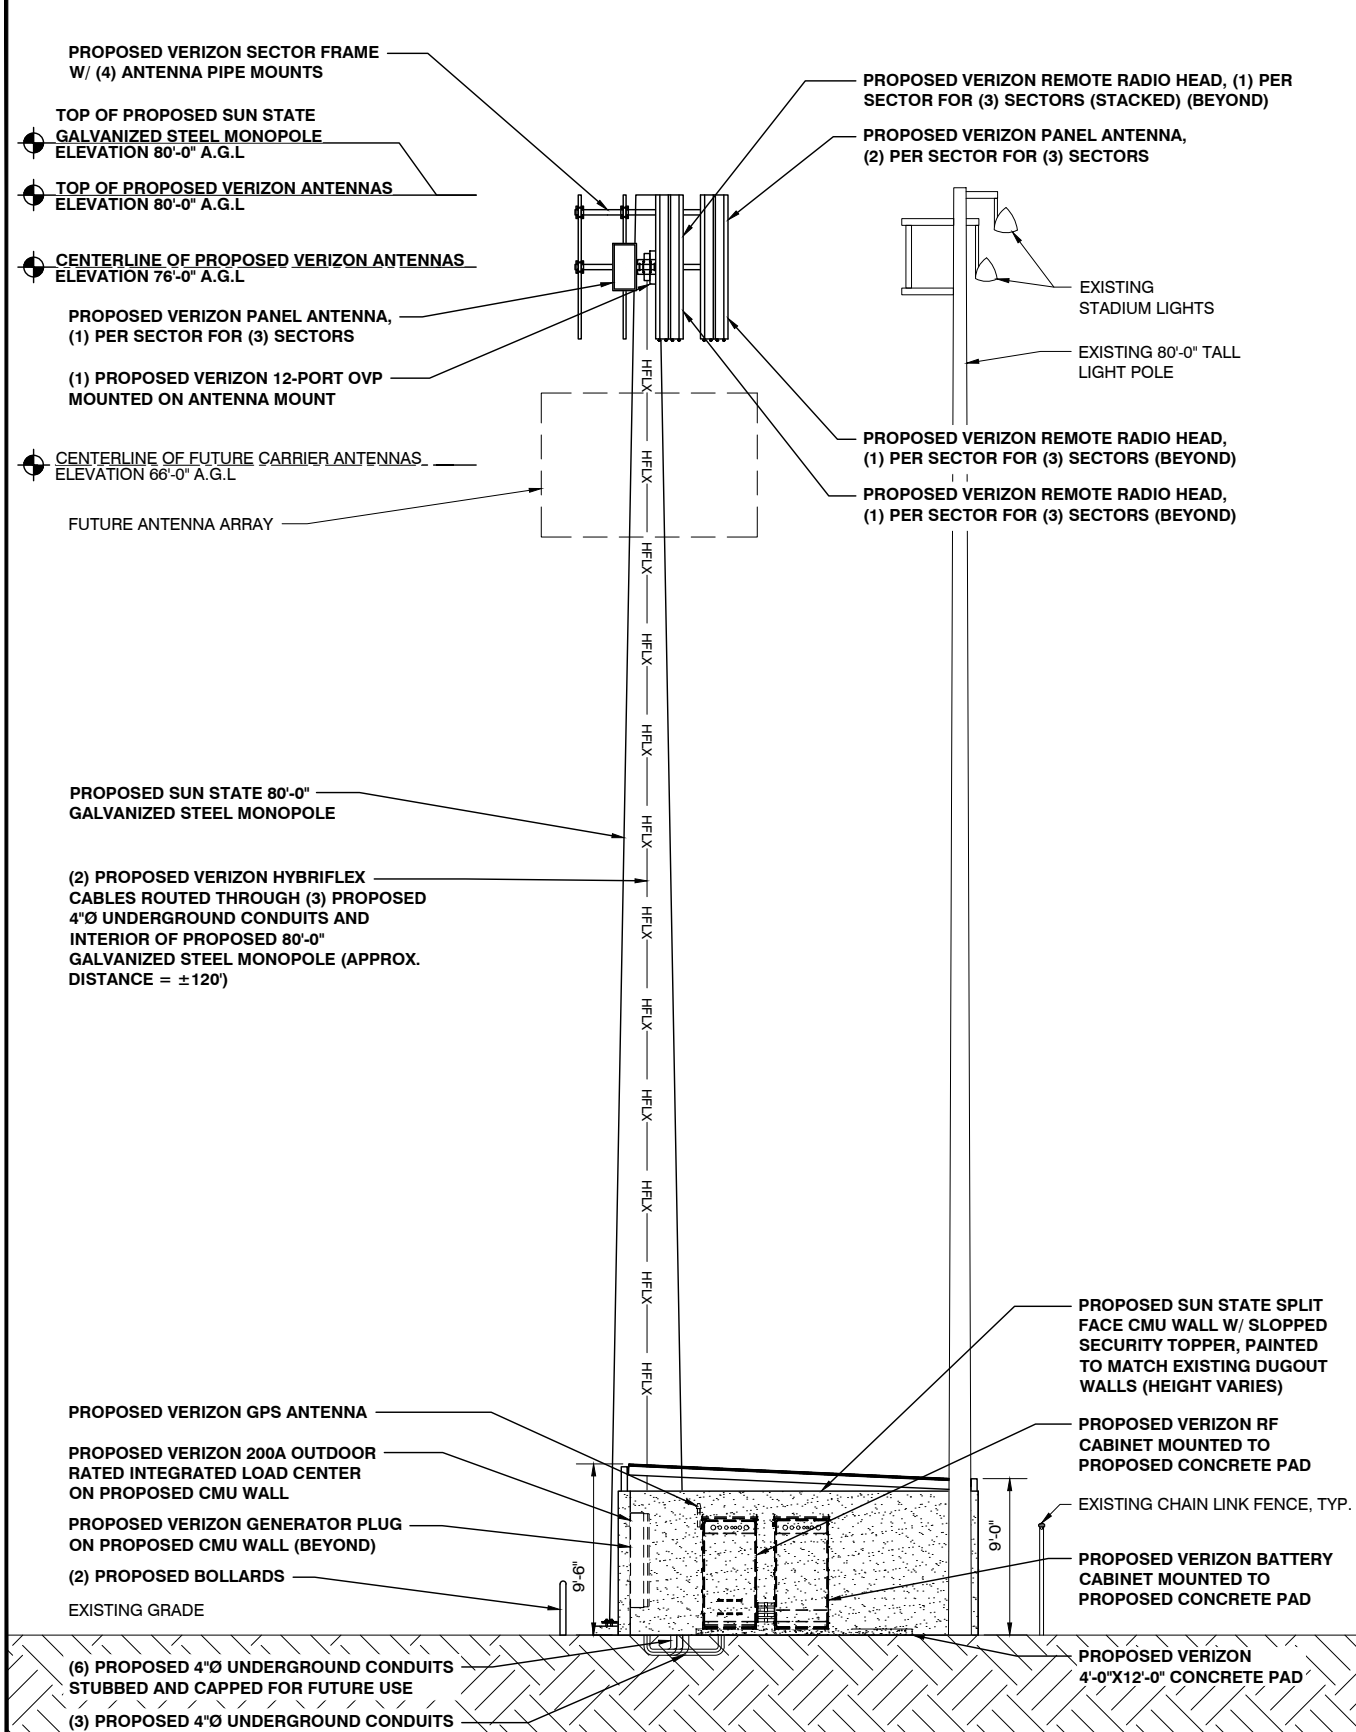 PROPOSED VERIZON SECTOR FRAME
W/ (4) ANTENNA PIPE MOUNTS
TOP OF PROPOSED SUN STATE
GALVANIZED STEEL MONOPOLE
ELEVATION 80'-0" A.G.L
TOP OF PROPOSED VERIZON ANTENNAS
ELEVATION 80'-0" A.G.L
CENTERLINE OF PROPOSED VERIZON ANTENNAS
ELEVATION 76'-0" A.G.L
PROPOSED VERIZON PANEL ANTENNA,
(1) PER SECTOR FOR (3) SECTORS
(1) PROPOSED VERIZON 12-PORT OVP
MOUNTED ON ANTENNA MOUNT
CENTERLINE OF FUTURE CARRIER ANTENNAS
ELEVATION 66'-0" A.G.L
FUTURE ANTENNA ARRAY
PROPOSED SUN STATE 80'-0"
GALVANIZED STEEL MONOPOLE
(2) PROPOSED VERIZON HYBRIFLEX
CABLES ROUTED THROUGH (3) PROPOSED
4"Ø UNDERGROUND CONDUITS AND
INTERIOR OF PROPOSED 80'-0"
GALVANIZED STEEL MONOPOLE (APPROX.
DISTANCE = ±120')
PROPOSED VERIZON GPS ANTENNA
PROPOSED VERIZON 200A OUTDOOR
RATED INTEGRATED LOAD CENTER
ON PROPOSED CMU WALL
PROPOSED VERIZON GENERATOR PLUG
ON PROPOSED CMU WALL (BEYOND)
(2) PROPOSED BOLLARDS
EXISTING GRADE
(6) PROPOSED 4"Ø UNDERGROUND CONDUITS
STUBBED AND CAPPED FOR FUTURE USE
(3) PROPOSED 4"Ø UNDERGROUND CONDUITS
HFLX
HFLX
HFLX
HFLX
HFLX
HFLX
HFLX
HFLX
HFLX
HFLX
HFLX
HFLX
9'-6"
9'-0"
PROPOSED VERIZON REMOTE RADIO HEAD, (1) PER
SECTOR FOR (3) SECTORS (STACKED) (BEYOND)
PROPOSED VERIZON PANEL ANTENNA,
(2) PER SECTOR FOR (3) SECTORS
EXISTING
STADIUM LIGHTS
EXISTING 80'-0" TALL
LIGHT POLE
PROPOSED VERIZON REMOTE RADIO HEAD,
(1) PER SECTOR FOR (3) SECTORS (BEYOND)
PROPOSED VERIZON REMOTE RADIO HEAD,
(1) PER SECTOR FOR (3) SECTORS (BEYOND)
PROPOSED SUN STATE SPLIT
FACE CMU WALL W/ SLOPPED
SECURITY TOPPER, PAINTED
TO MATCH EXISTING DUGOUT
WALLS (HEIGHT VARIES)
PROPOSED VERIZON RF
CABINET MOUNTED TO
PROPOSED CONCRETE PAD
EXISTING CHAIN LINK FENCE, TYP.
PROPOSED VERIZON BATTERY
CABINET MOUNTED TO
PROPOSED CONCRETE PAD
PROPOSED VERIZON
4'-0"X12'-0" CONCRETE PAD